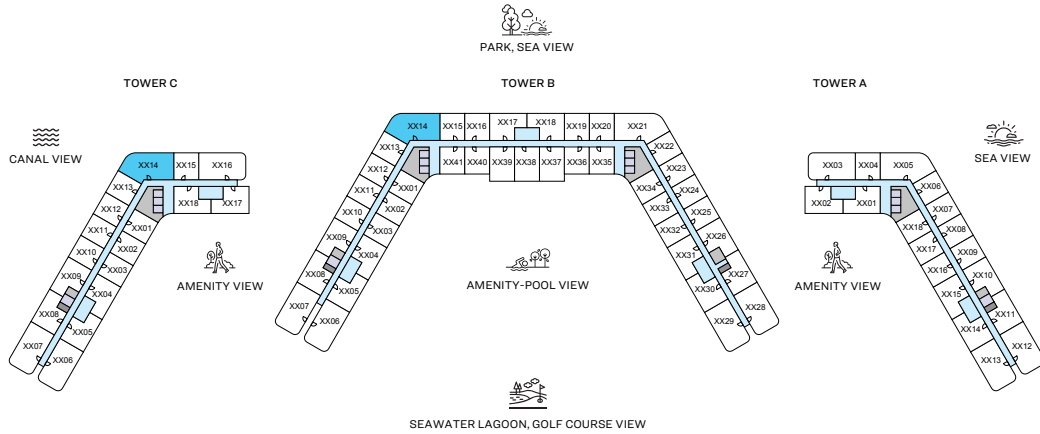 PARK, SEA VIEW
TOWER C
TOWER B
TOWER A
CANAL VIEW
SEA VIEW
XX14
XX15
XX16
XX13
XX12
XX11
XX10
XX09
XX08
XX07
XX06
XX05
XX04
XX03
XX02
XX01
XX18
XX17
AMENITY VIEW
XX14
XX15
XX16
XX17
XX18
XX19
XX20
XX21
XX13
XX12
XX11
XX10
XX09
XX08
XX07
XX06
XX05
XX04
XX03
XX02
XX01
XX41
XX40
XX39
XX38
XX37
XX36
XX35
XX22
XX23
XX24
XX25
XX26
XX27
XX28
XX29
XX30
XX31
XX32
XX33
XX34
AMENITY-POOL VIEW
XX03
XX04
XX05
XX02
XX01
XX06
XX07
XX08
XX09
XX10
XX11
XX12
XX13
XX14
XX15
XX16
XX17
XX18
AMENITY VIEW
SEAWATER LAGOON, GOLF COURSE VIEW